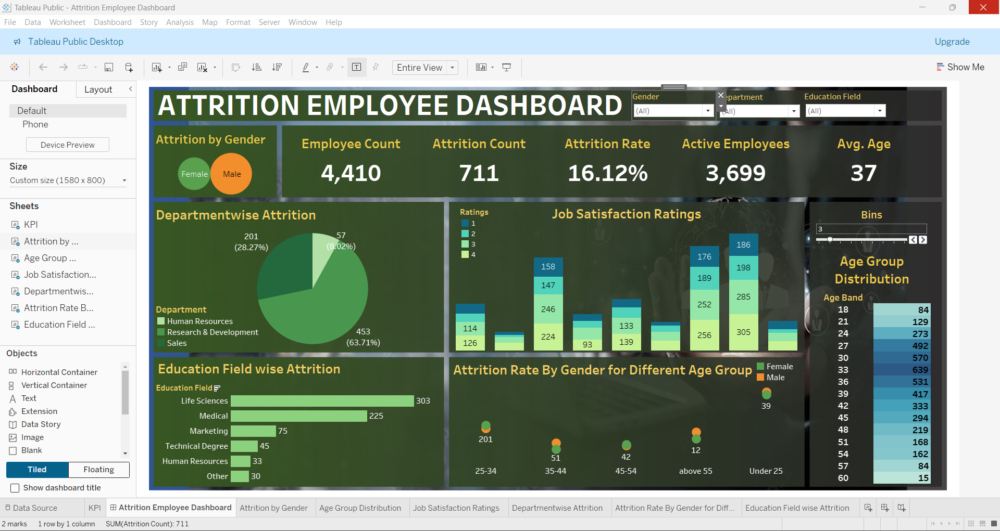 Tableau Public - Attrition Employee Dashboard
File Data Worksheet Dashboard Story Analysis Map Format Server Window Help
Tableau Public Desktop
Upgrade
Entire View
Show Me
Dashboard
Layout
Default
Phone
Device Preview
Size
Custom size (1580 x 800)
Sheets
KPI
Attrition by ...
Age Group ...
Job Satisfaction...
Departmentwis...
Attrition Rate B...
Education Field ...
Objects
Horizontal Container
Vertical Container
Text
Extension
Data Story
Image
Blank
Tiled
Floating
Show dashboard title
ATTRITION EMPLOYEE DASHBOARD
Gender
(All)
epartment
(All)
Education Field
(All)
Attrition by Gender
Female
Male
Employee Count
4,410
Attrition Count
711
Attrition Rate
16.12%
Active Employees
3,699
Avg. Age
37
Departmentwise Attrition
201
(28.27%)
57
(8.02%)
453
(63.71%)
Department
Human Resources
Research & Development
Sales
Job Satisfaction Ratings
Ratings
1
2
3
4
114
126
158
147
246
224
93
133
139
176
189
252
256
186
198
285
305
Bins
3
Age Group
Distribution
Age Band
18 84
21 129
24 273
27 492
30 570
33 639
36 531
39 417
42 333
45 294
48 219
51 168
54 162
57 84
60 15
Education Field wise Attrition
Education Field
Life Sciences 303
Medical 225
Marketing 75
Technical Degree 45
Human Resources 33
Other 30
Attrition Rate By Gender for Different Age Group
Female
Male
201
51
42
12
39
25-34
35-44
45-54
above 55
Under 25
Data Source
KPI
Attrition Employee Dashboard
Attrition by Gender
Age Group Distribution
Job Satisfaction Ratings
Departmentwise Attrition
Attrition Rate By Gender for Diff...
Education Field wise Attrition
2 marks
1 row by 1 column
SUM(Attrition Count): 711